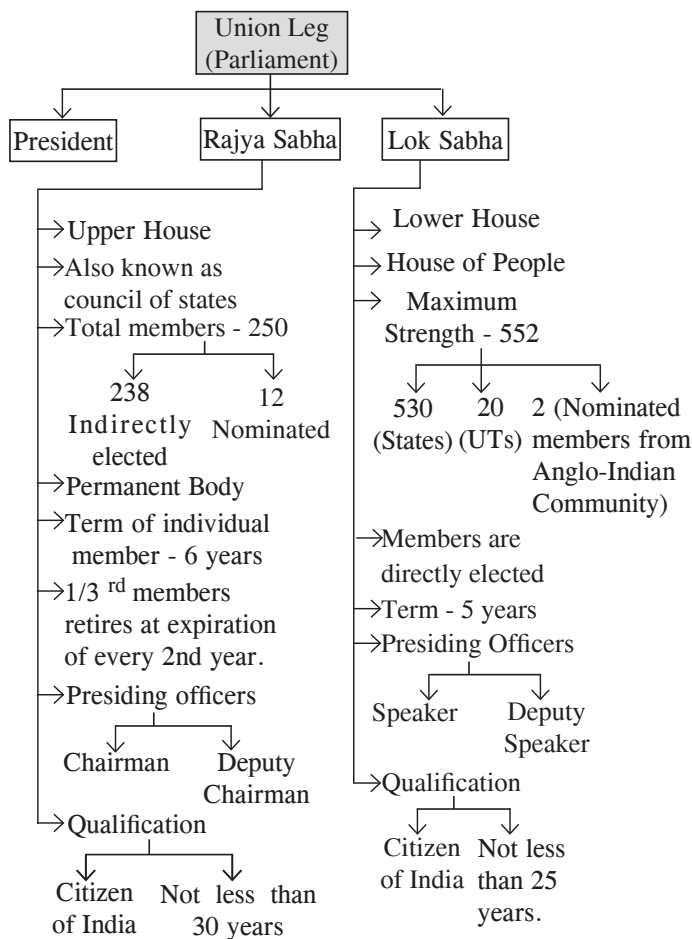 Union Leg
(Parliament)
President
Rajya Sabha
Lok Sabha
Upper House
Also known as
council of states
Total members - 250
238
Indirectly
elected
12
Nominated
Permanent Body
Term of individual
member - 6 years
1/3 rd members
retires at expiration
of every 2nd year.
Presiding officers
Chairman
Deputy
Chairman
Qualification
Citizen
of India
Not less than
30 years
Lower House
House of People
Maximum
Strength - 552
530
(States)
20
(UTs)
2 (Nominated
members from
Anglo-Indian
Community)
Members are
directly elected
Term - 5 years
Presiding Officers
Speaker
Deputy
Speaker
Qualification
Citizen
of India
Not less
than 25
years.